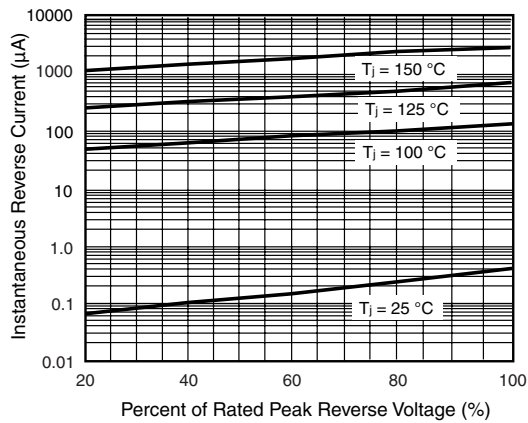 10000
1000
100
10
1.0
0.1
0.01
Instantaneous Reverse Current (μA)
Tj = 150 °C
Tj = 125 °C
Tj = 100 °C
Tj = 25 °C
20 40 60 80 100
Percent of Rated Peak Reverse Voltage (%)